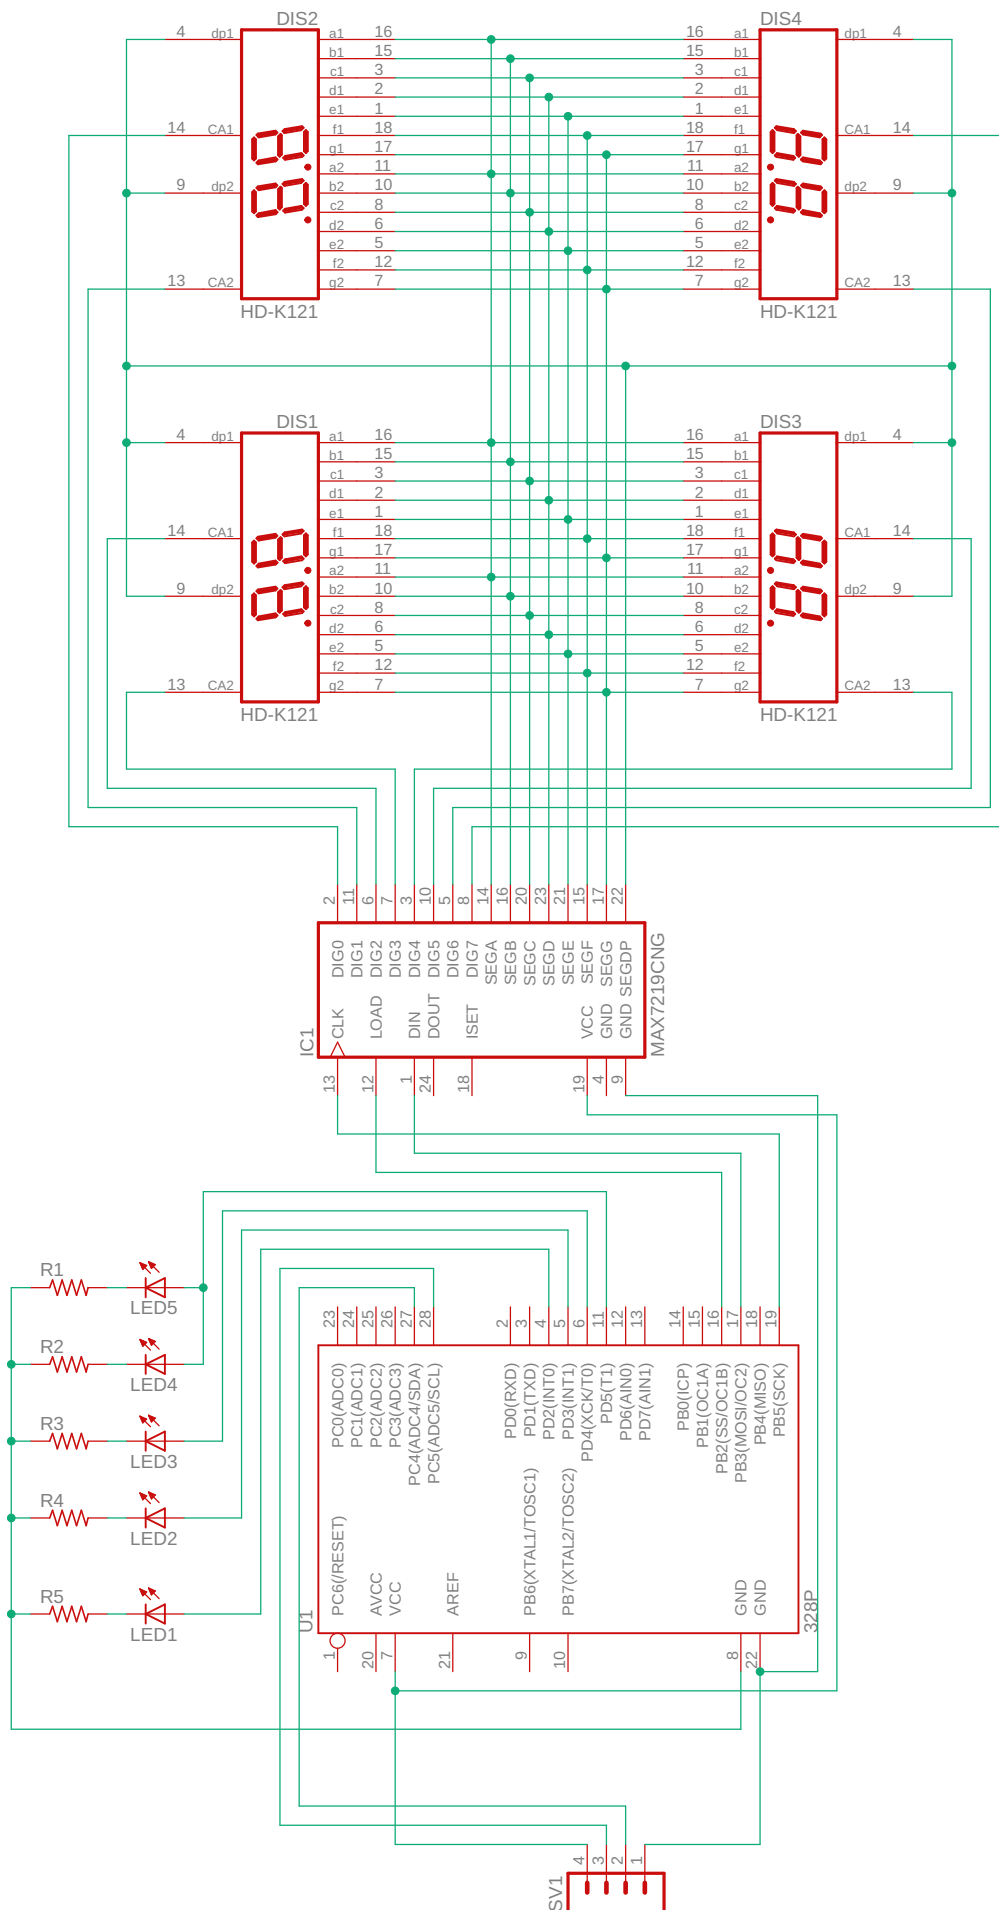 DIS2 DIS4
4 dp1 a1 16 16 a1 dp1 4
b1 15 15 b1
c1 3 3 c1
d1 2 2 d1
e1 1 1 e1
14 CA1 f1 18 18 f1 CA1 14
g1 17 17 g1
a2 11 11 a2
9 dp2 b2 10 10 b2 dp2 9
c2 8 8 c2
d2 6 6 d2
e2 5 5 e2
f2 12 12 f2
13 CA2 g2 7 7 g2 CA2 13
HD-K121 HD-K121
DIS1 DIS3
4 dp1 a1 16 16 a1 dp1 4
b1 15 15 b1
c1 3 3 c1
d1 2 2 d1
e1 1 1 e1
14 CA1 f1 18 18 f1 CA1 14
g1 17 17 g1
a2 11 11 a2
9 dp2 b2 10 10 b2 dp2 9
c2 8 8 c2
d2 6 6 d2
e2 5 5 e2
f2 12 12 f2
13 CA2 g2 7 7 g2 CA2 13
HD-K121 HD-K121
2 11 6 7 3 10 5 8 14 16 20 23 21 15 17 22
DIG0 DIG1 DIG2 DIG3 DIG4 DIG5 DIG6 DIG7 SEGA SEGB SEGC SEGD SEGE SEGF SEGG SEGDP
CLK LOAD DIN DOUT ISET VCC GND GND
IC1 MAX7219CNG
13 12 1 24 18 19 4 9
R1 LED5
R2 LED4
R3 LED3
R4 LED2
R5 LED1
23 24 25 26 27 28 2 3 4 5 6 11 12 13 14 15 16 17 18 19
PC0(ADC0) PC1(ADC1) PC2(ADC2) PC3(ADC3) PC4(ADC4/SDA) PC5(ADC5/SCL) PD0(RXD) PD1(TXD) PD2(INT0) PD3(INT1) PD4(XCK/T0) PD5(T1) PD6(AIN0) PD7(AIN1) PB0(ICP) PB1(OC1A) PB2(SS/OC1B) PB3(MOSI/OC2) PB4(MISO) PB5(SCK)
PC6(/RESET) AVCC VCC AREF PB6(XTAL1/TOSC1) PB7(XTAL2/TOSC2) GND GND
U1 328P
1 20 7 21 9 10 8 22
4 3 2 1
SV1